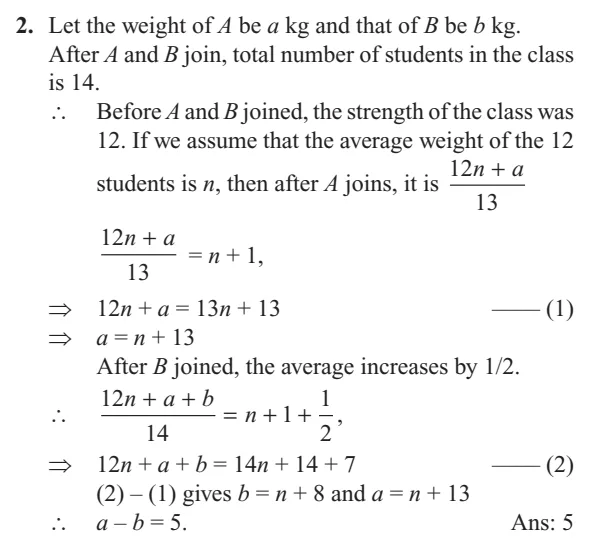 2. Let the weight of A be a kg and that of B be b kg.
After A and B join, total number of students in the class
is 14.
∴ Before A and B joined, the strength of the class was
12. If we assume that the average weight of the 12
students is n, then after A joins, it is (12n + a)/13
(12n + a)/13 = n + 1,
⇒ 12n + a = 13n + 13 —— (1)
⇒ a = n + 13
After B joined, the average increases by 1/2.
∴ (12n + a + b)/14 = n + 1 + 1/2,
⇒ 12n + a + b = 14n + 14 + 7 —— (2)
(2) – (1) gives b = n + 8 and a = n + 13
∴ a – b = 5. Ans: 5